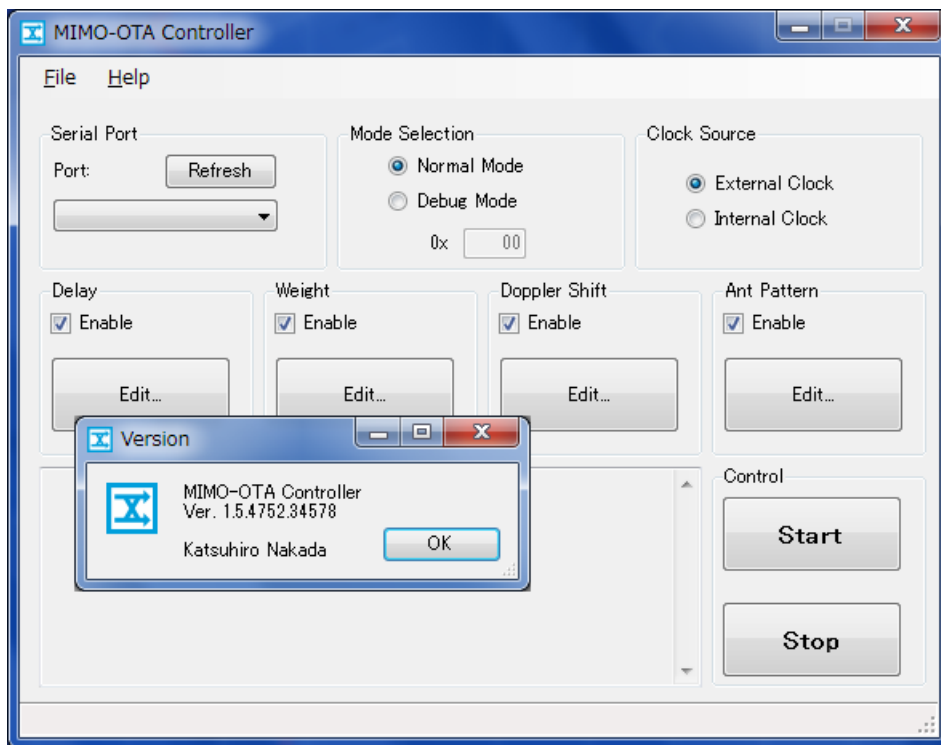 MIMO-OTA Controller
File Help
Serial Port
Port: Refresh
Mode Selection
Normal Mode
Debug Mode
0x 00
Clock Source
External Clock
Internal Clock
Delay
Enable
Edit...
Weight
Enable
Edit...
Doppler Shift
Enable
Edit...
Ant Pattern
Enable
Edit...
Version
MIMO-OTA Controller
Ver. 1.5.4752.34578
Katsuhiro Nakada
OK
Control
Start
Stop